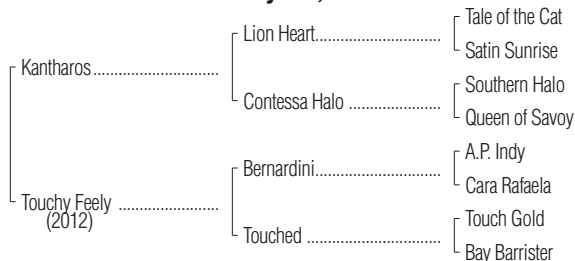 Tale of the Cat
Lion Heart
Satin Sunrise
Kantharos
Southern Halo
Contessa Halo
Queen of Savoy
A.P. Indy
Bernardini
Cara Rafaela
Touchy Feely
(2012)
Touch Gold
Touched
Bay Barrister